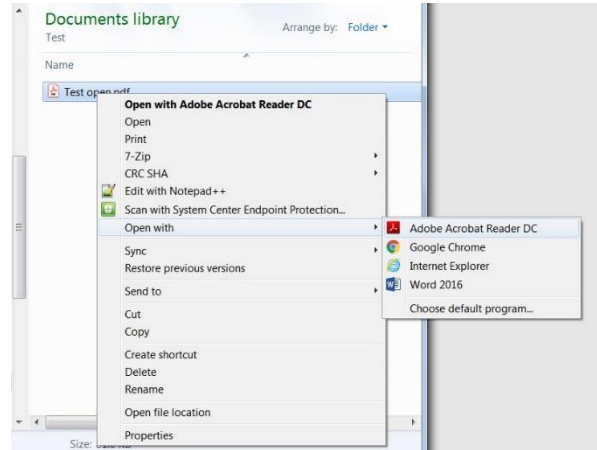 Documents library
Test
Arrange by: Folder
Name
Test open.pdf
Open with Adobe Acrobat Reader DC
Open
Print
7-Zip
CRC SHA
Edit with Notepad++
Scan with System Center Endpoint Protection...
Open with
Adobe Acrobat Reader DC
Google Chrome
Internet Explorer
Word 2016
Choose default program...
Sync
Restore previous versions
Send to
Cut
Copy
Create shortcut
Delete
Rename
Open file location
Properties
Size: